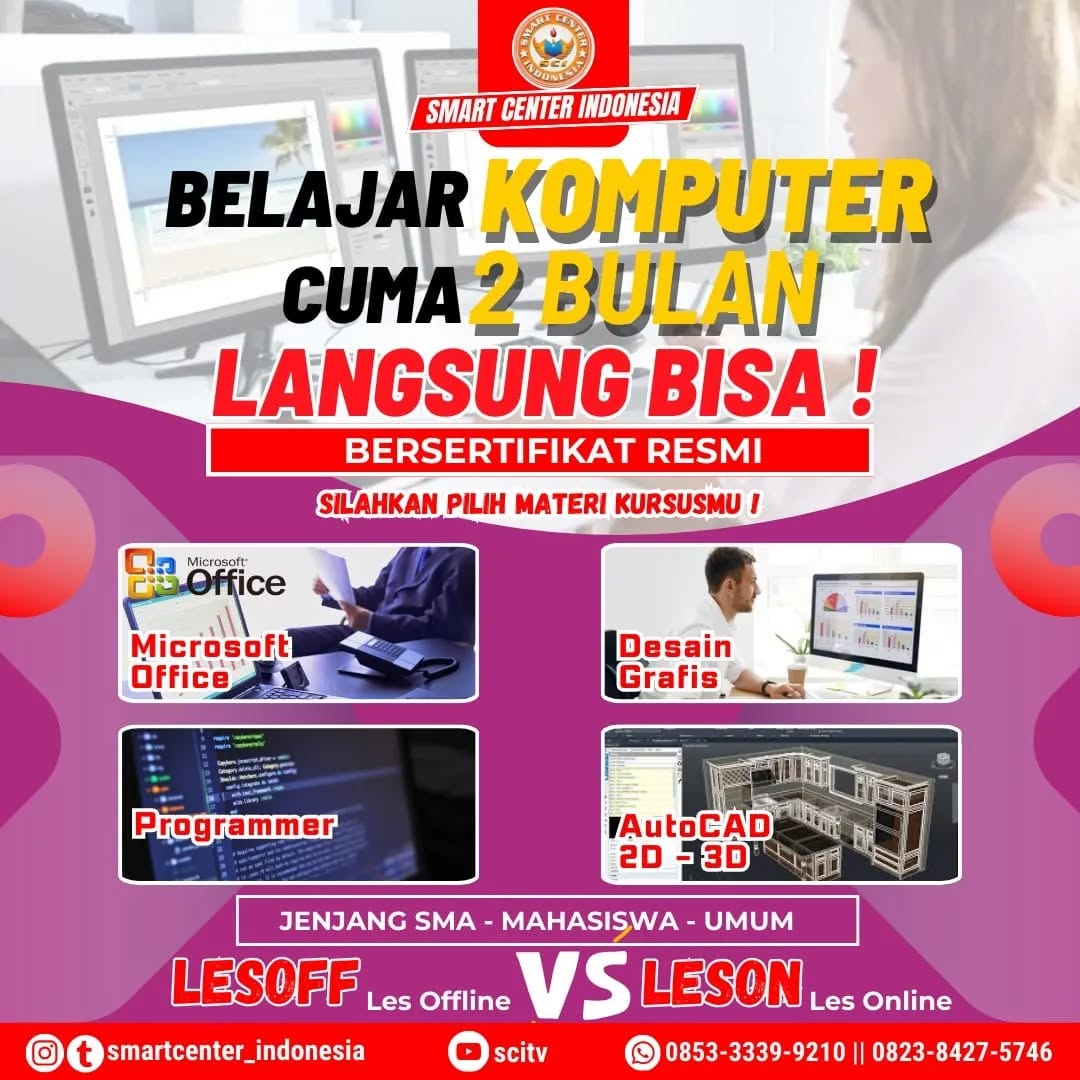 SMART CENTER INDONESIA
SCI
SMART CENTER INDONESIA
BELAJAR KOMPUTER
CUMA 2 BULAN
LANGSUNG BISA !
BERSERTIFIKAT RESMI
SILAHKAN PILIH MATERI KURSUSMU !
Microsoft
Office
Microsoft
Office
Desain
Grafis
Programmer
AutoCAD
2D - 3D
JENJANG SMA - MAHASISWA - UMUM
LESOFF Les Offline VS LESON Les Online
smartcenter_indonesia scitv 0853-3339-9210 || 0823-8427-5746